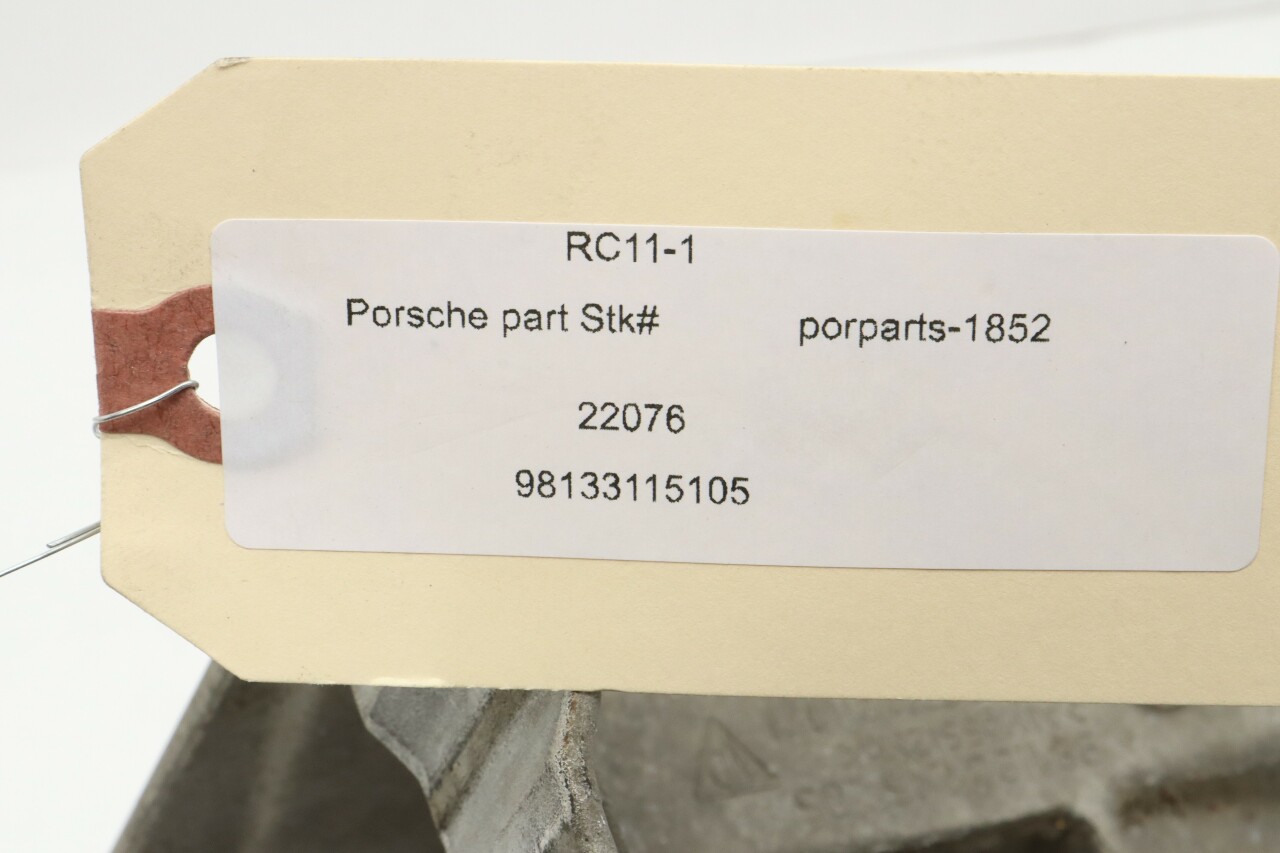 RC11-1
Porsche part Stk# porparts-1852
22076
98133115105